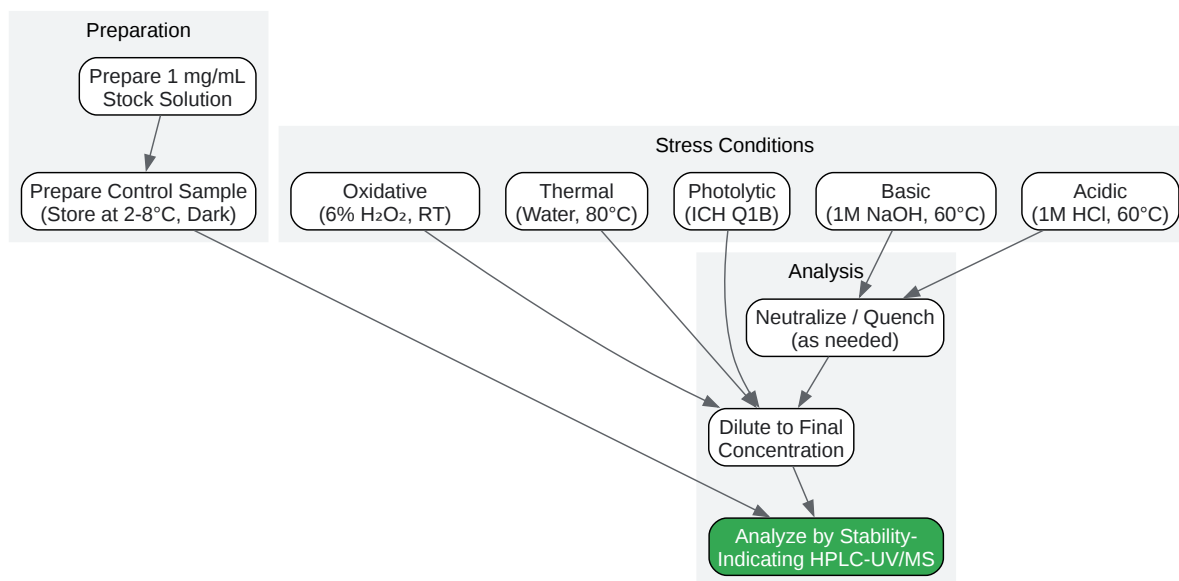 Preparation
Prepare 1 mg/mL
Stock Solution
Prepare Control Sample
(Store at 2-8°C, Dark)
Stress Conditions
Oxidative
(6% H₂O₂, RT)
Thermal
(Water, 80°C)
Photolytic
(ICH Q1B)
Basic
(1M NaOH, 60°C)
Acidic
(1M HCl, 60°C)
Analysis
Neutralize / Quench
(as needed)
Dilute to Final
Concentration
Analyze by Stability-
Indicating HPLC-UV/MS